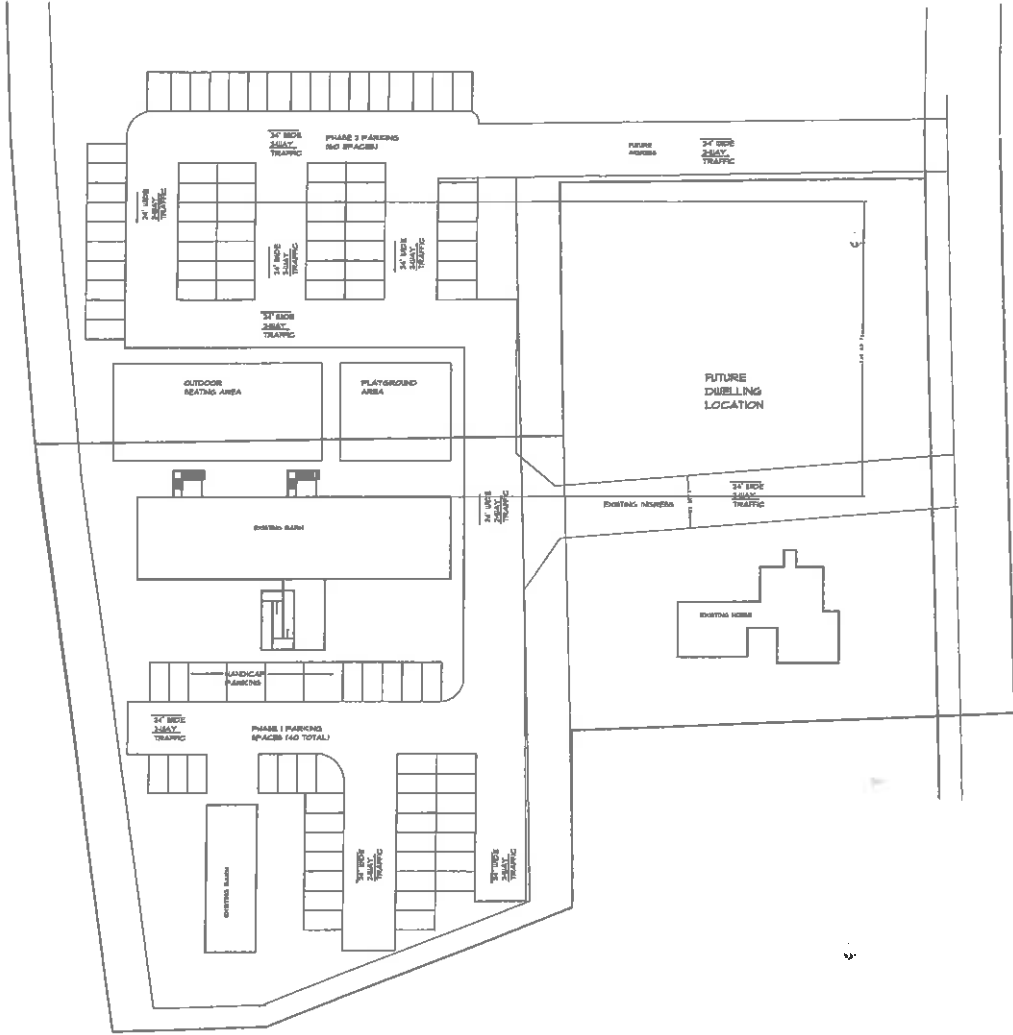 24' WIDE
2-WAY
TRAFFIC
PHASE 2 PARKING
(60 SPACES)
FUTURE
INGRESS
24' WIDE
2-WAY
TRAFFIC
24' WIDE
2-WAY
TRAFFIC
24' WIDE
2-WAY
TRAFFIC
24' WIDE
2-WAY
TRAFFIC
24' WIDE
2-WAY
TRAFFIC
OUTDOOR
SEATING AREA
PLAYGROUND
AREA
FUTURE
DWELLING
LOCATION
EXISTING BARN
24' WIDE
2-WAY
TRAFFIC
EXISTING INGRESS
24' WIDE
2-WAY
TRAFFIC
EXISTING HOME
HANDICAP
PARKING
24' WIDE
2-WAY
TRAFFIC
PHASE 1 PARKING
SPACES (40 TOTAL)
EXISTING BARN
24' WIDE
2-WAY
TRAFFIC
24' WIDE
2-WAY
TRAFFIC